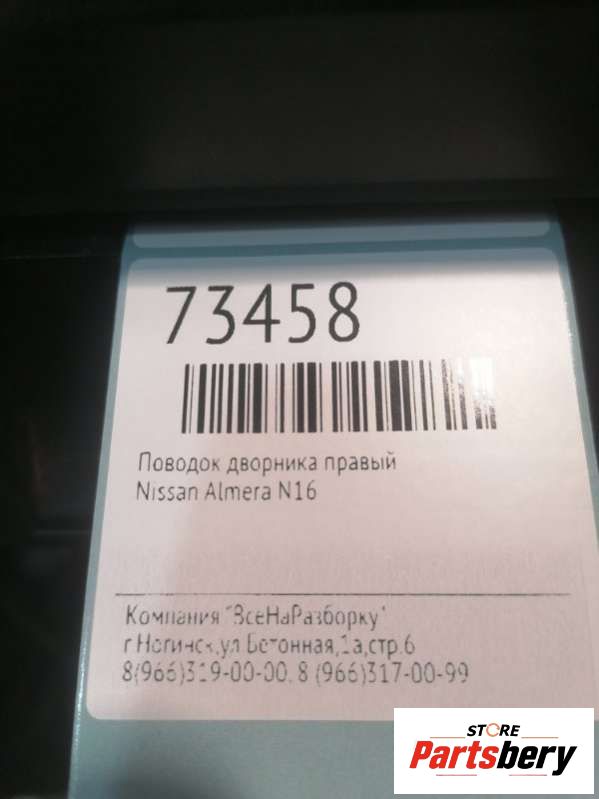 73458
Поводок дворника правый
Nissan Almera N16
Компания "ВсеНаРазборку"
г.Ногинск,ул Бетонная,1а,стр.6
8(966)319-00-00, 8 (966)317-00-99
STORE
Partsbery